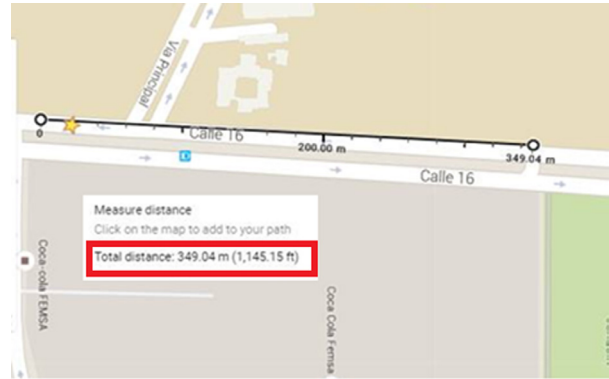 Via Principal
0
Calle 16
200.00 m
349.04 m
Calle 16
Measure distance
Click on the map to add to your path
Total distance: 349.04 m (1,145.15 ft)
Coca-cola FEMSA
Coca Cola Femsa